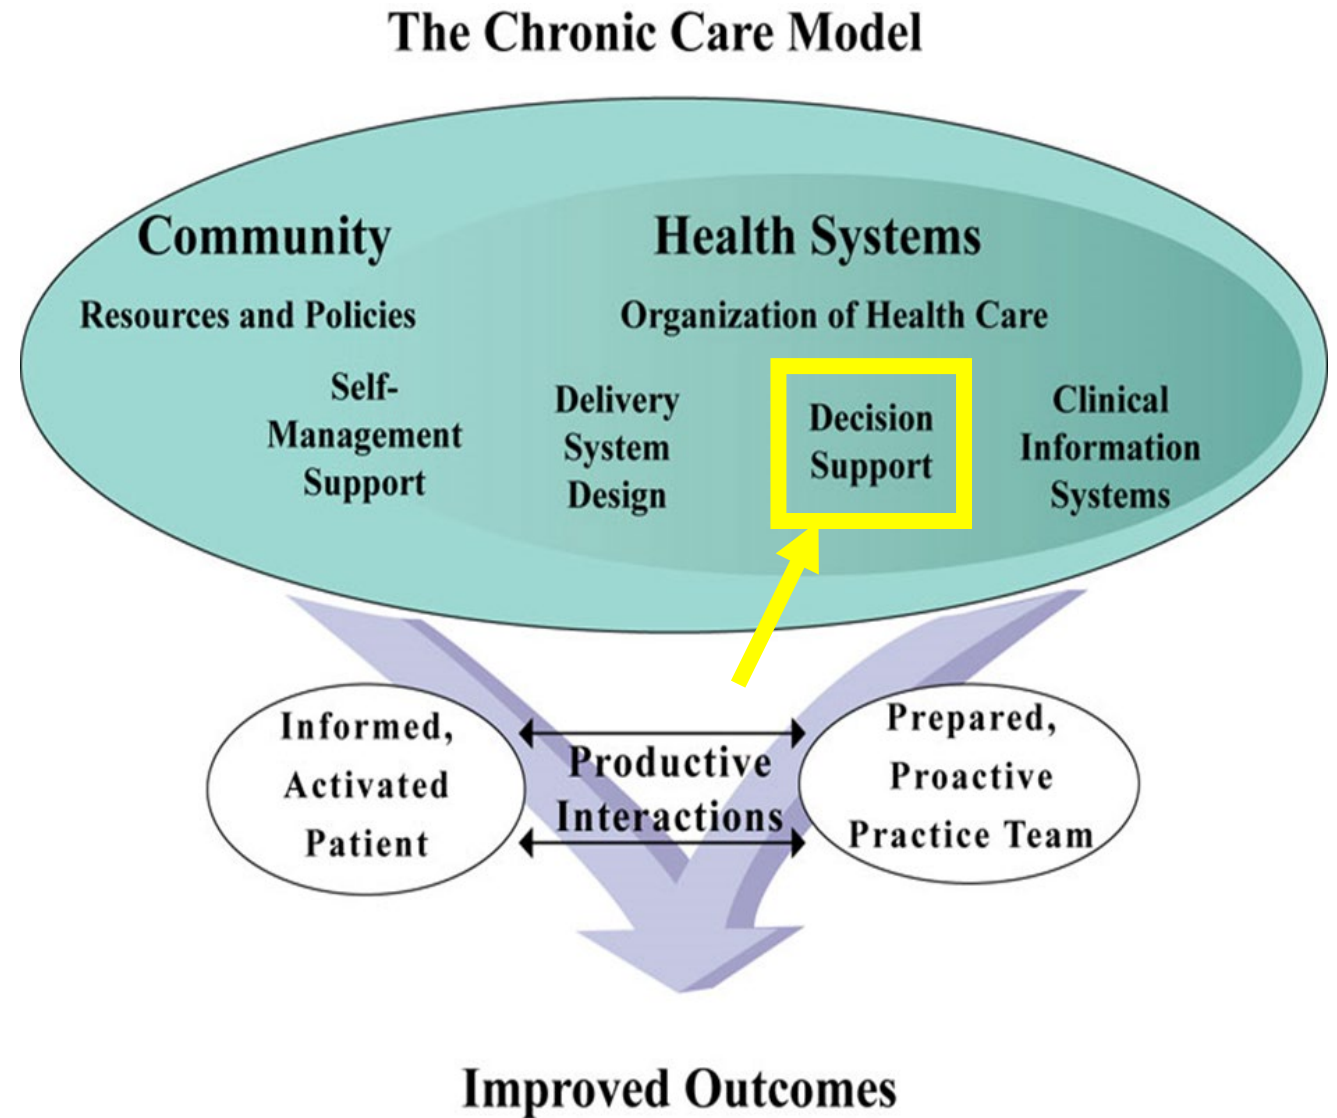 The Chronic Care Model
Community
Health Systems
Resources and Policies
Organization of Health Care
Self-
Management
Support
Delivery
System
Design
Decision
Support
Clinical
Information
Systems
Informed,
Activated
Patient
Productive
Interactions
Prepared,
Proactive
Practice Team
Improved Outcomes